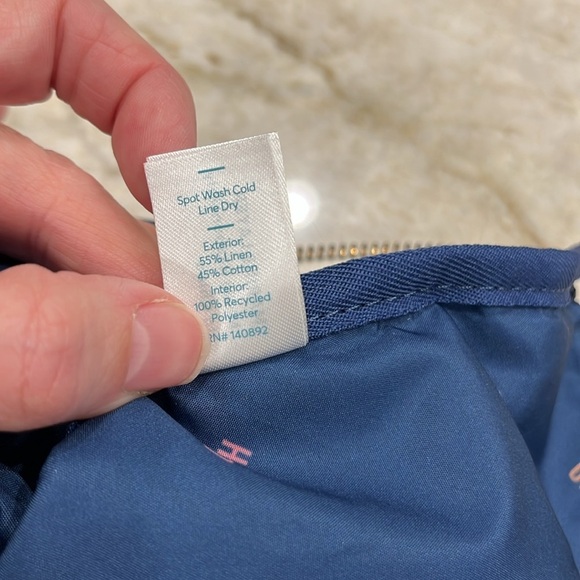 Spot Wash Cold
Line Dry
Exterior:
55% Linen
45% Cotton
Interior:
100% Recycled
Polyester
RN# 140892
H